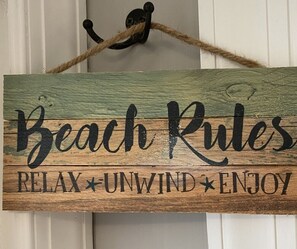 Beach Rules
RELAX ★ UNWIND ★ ENJOY